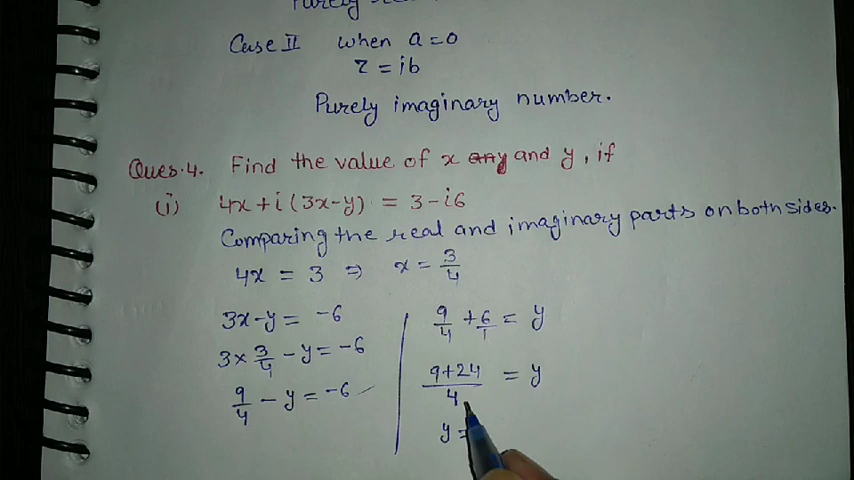 Purely real
Case II when a=0
z = ib
Purely imaginary number.
Ques.4. Find the value of x and y, if
(i) 4x+i(3x-y) = 3-i6
Comparing the real and imaginary parts on both sides.
4x = 3 ⇒ x = 3/4
3x-y = -6
3×3/4 -y = -6
9/4 - y = -6
9/4 + 6/1 = y
9+24/4 = y
y =